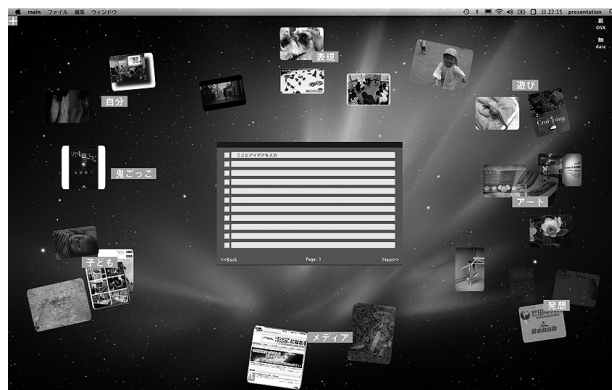 main ファイル 編集 ウィンドウ
日 22:15 presentation
OSX
data
表現
遊び
自分
鬼ごっこ
ここにアイデアを入力
アート
子ども
<<Back Page: 1 Next>>
発想
メディア
Kebab